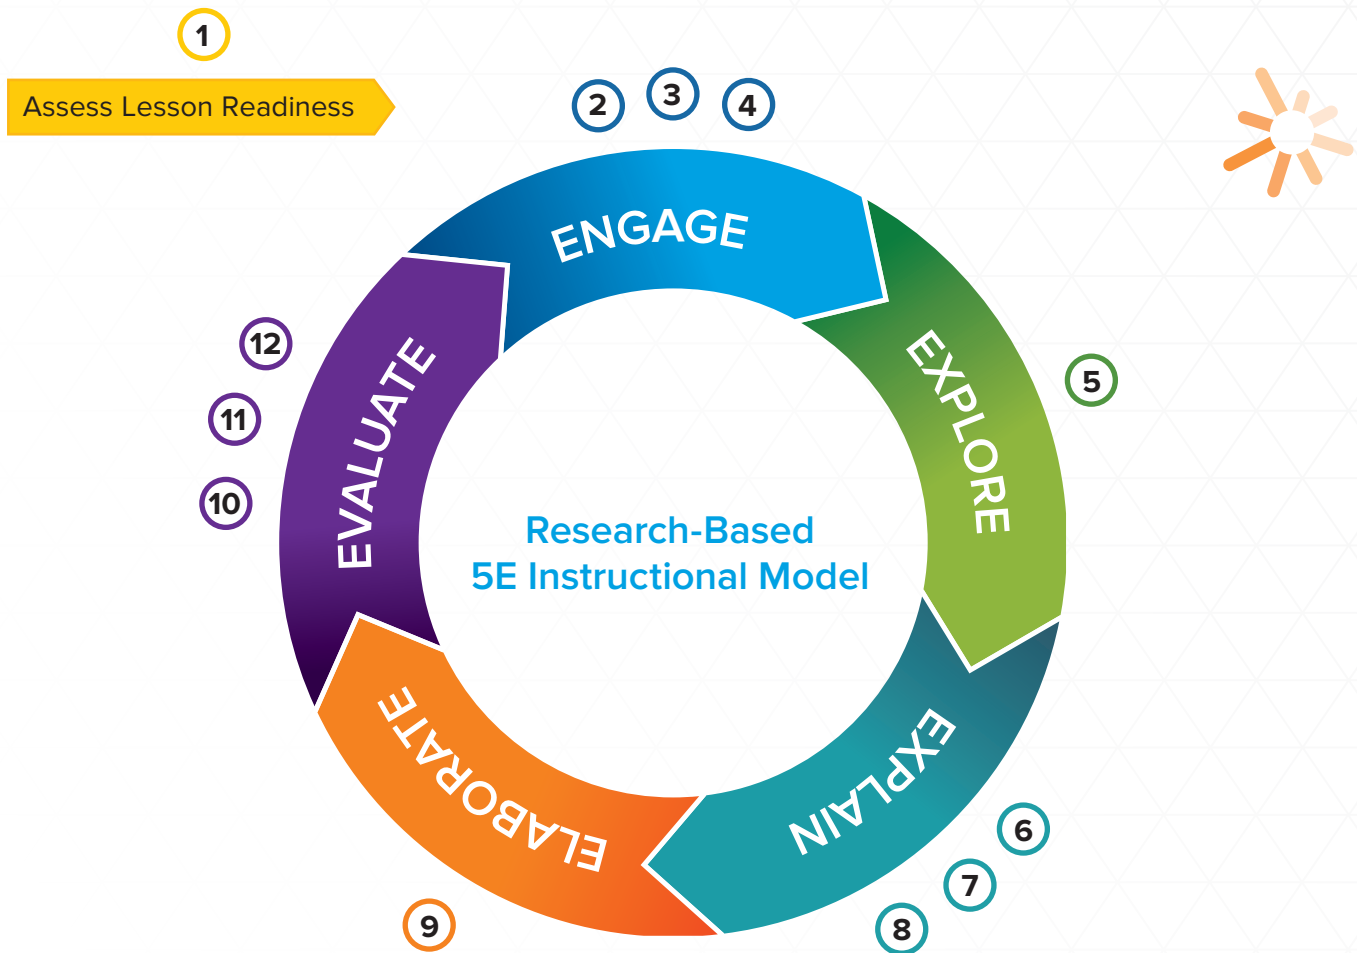 1
Assess Lesson Readiness
2
3
4
ENGAGE
5
EXPLORE
6
7
8
EXPLAIN
9
ELABORATE
10
11
12
EVALUATE
Research-Based
5E Instructional Model